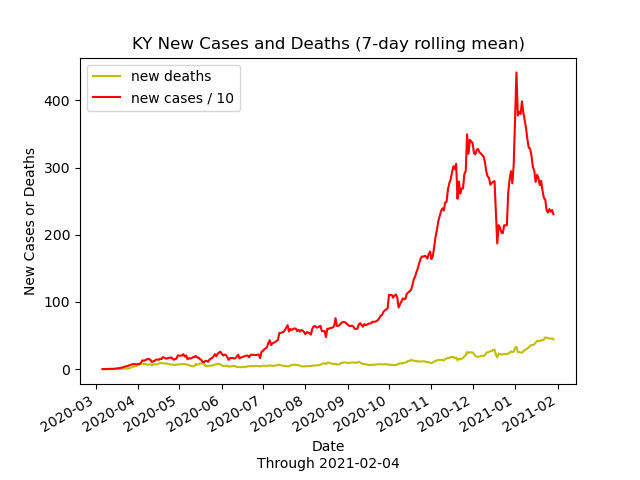 KY New Cases and Deaths (7-day rolling mean)
new deaths
new cases / 10
New Cases or Deaths
400
300
200
100
0
2020-03
2020-04
2020-05
2020-06
2020-07
2020-08
2020-09
2020-10
2020-11
2020-12
2021-01
2021-02
Date
Through 2021-02-04